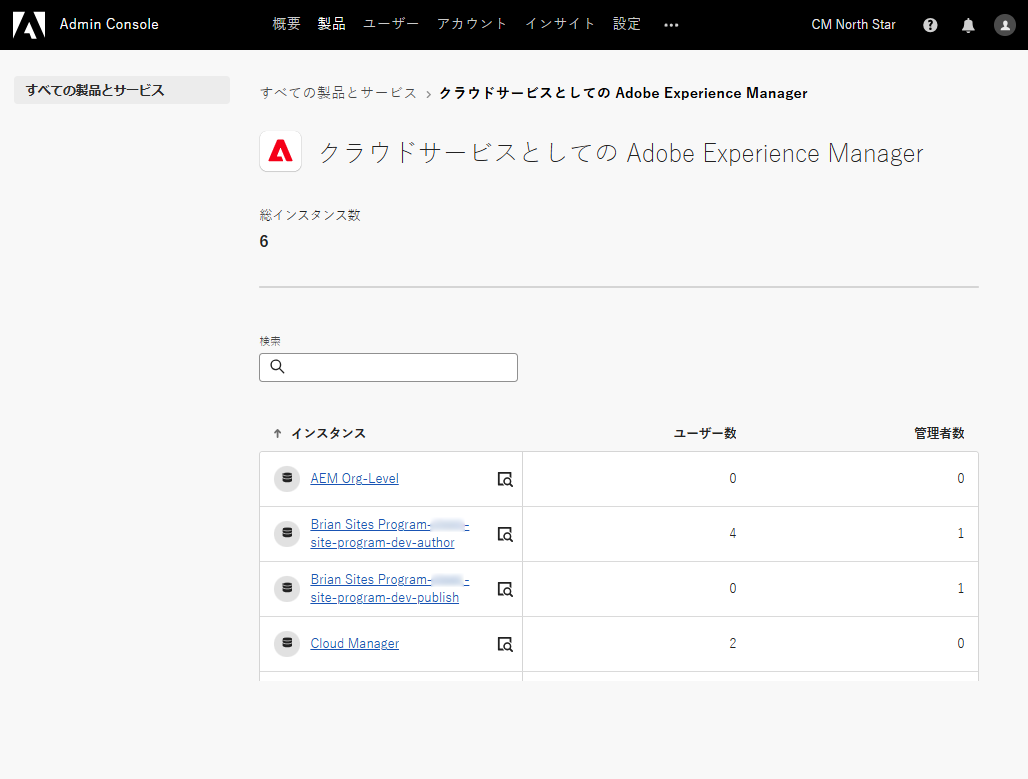 Admin Console 概要 製品 ユーザー アカウント インサイト 設定 ••• CM North Star
すべての製品とサービス
すべての製品とサービス › クラウドサービスとしての Adobe Experience Manager
クラウドサービスとしての Adobe Experience Manager
総インスタンス数
6
検索
↑ インスタンス ユーザー数 管理者数
AEM Org-Level 0 0
Brian Sites Program- -
site-program-dev-author 4 1
Brian Sites Program- -
site-program-dev-publish 0 1
Cloud Manager 2 0